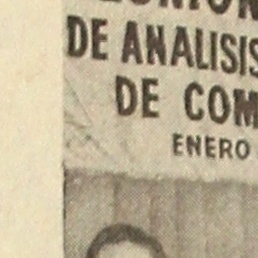 DE ANALISIS
DE COM
ENERO